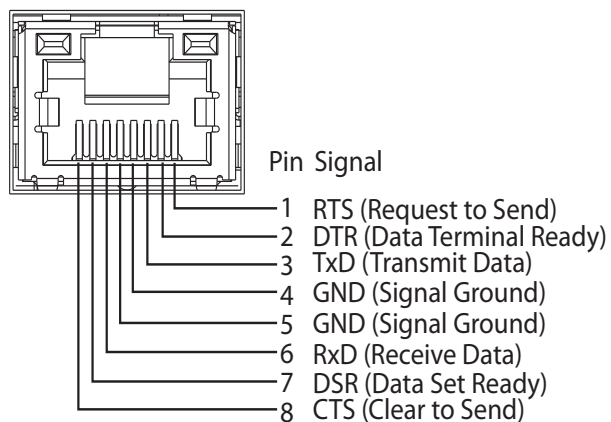 Pin Signal
1 RTS (Request to Send)
2 DTR (Data Terminal Ready)
3 TxD (Transmit Data)
4 GND (Signal Ground)
5 GND (Signal Ground)
6 RxD (Receive Data)
7 DSR (Data Set Ready)
8 CTS (Clear to Send)